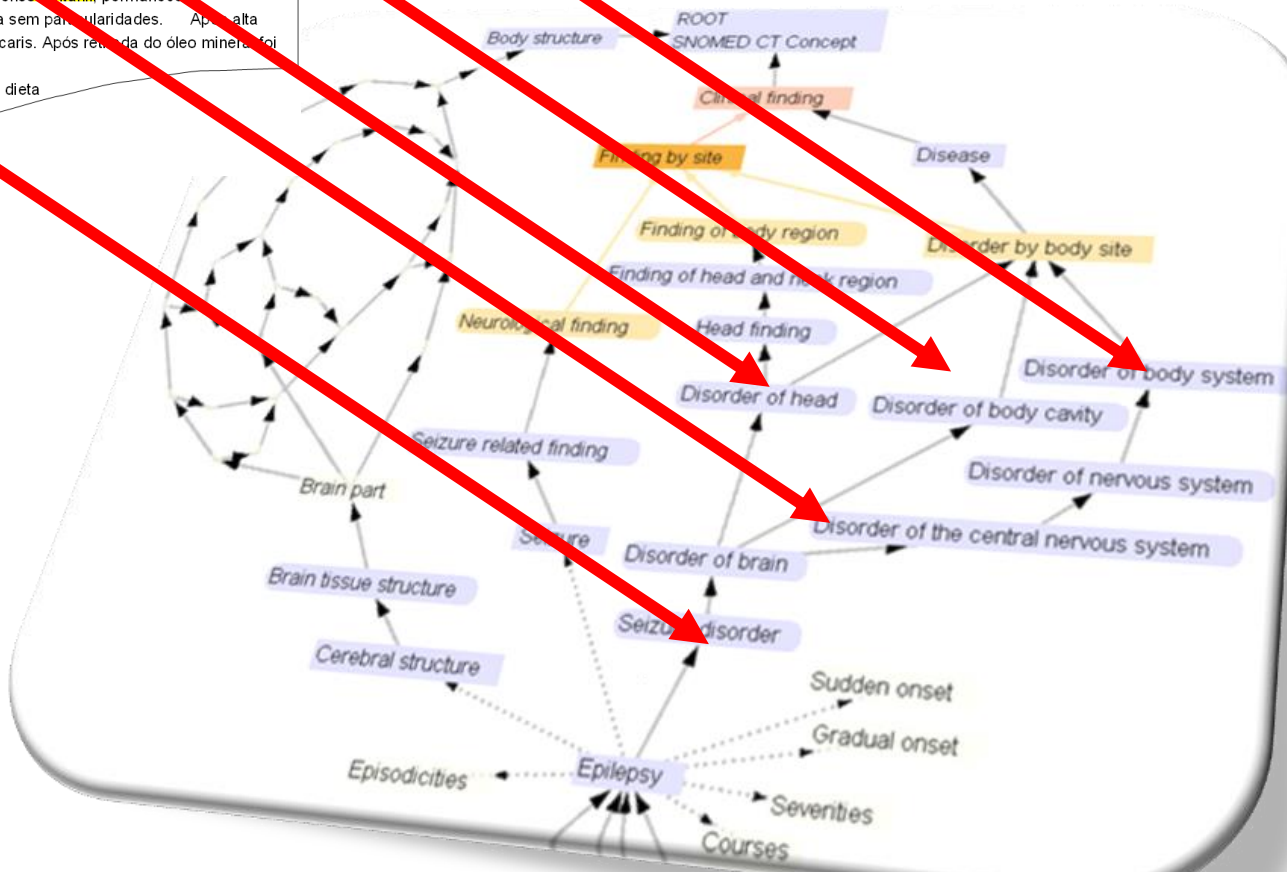 a sem particularidades. Após alta
caris. Após retirada do óleo mineral foi
dieta
ROOT
SNOMED CT Concept
Body structure
Clinical finding
Finding by site
Disease
Finding of body region
Disorder by body site
Finding of head and neck region
Neurological finding
Head finding
Disorder of body system
Disorder of head
Disorder of body cavity
Seizure related finding
Disorder of nervous system
Brain part
Seizure
Disorder of the central nervous system
Disorder of brain
Brain tissue structure
Seizure disorder
Cerebral structure
Sudden onset
Gradual onset
Episodicities
Epilepsy
Severities
Courses